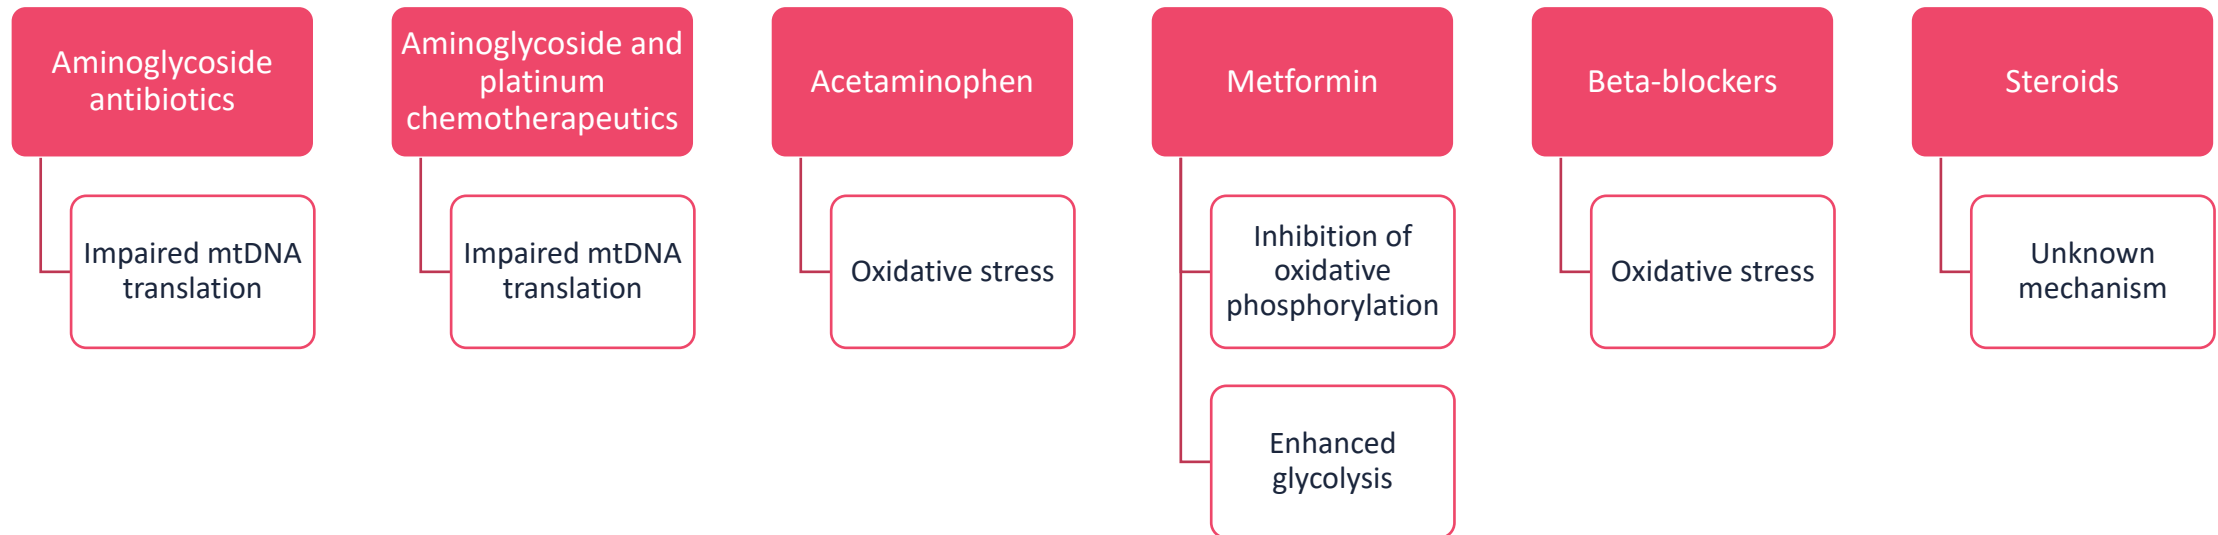 Aminoglycoside
antibiotics
Impaired mtDNA
translation
Aminoglycoside and
platinum
chemotherapeutics
Impaired mtDNA
translation
Acetaminophen
Oxidative stress
Metformin
Inhibition of
oxidative
phosphorylation
Enhanced
glycolysis
Beta-blockers
Oxidative stress
Steroids
Unknown
mechanism